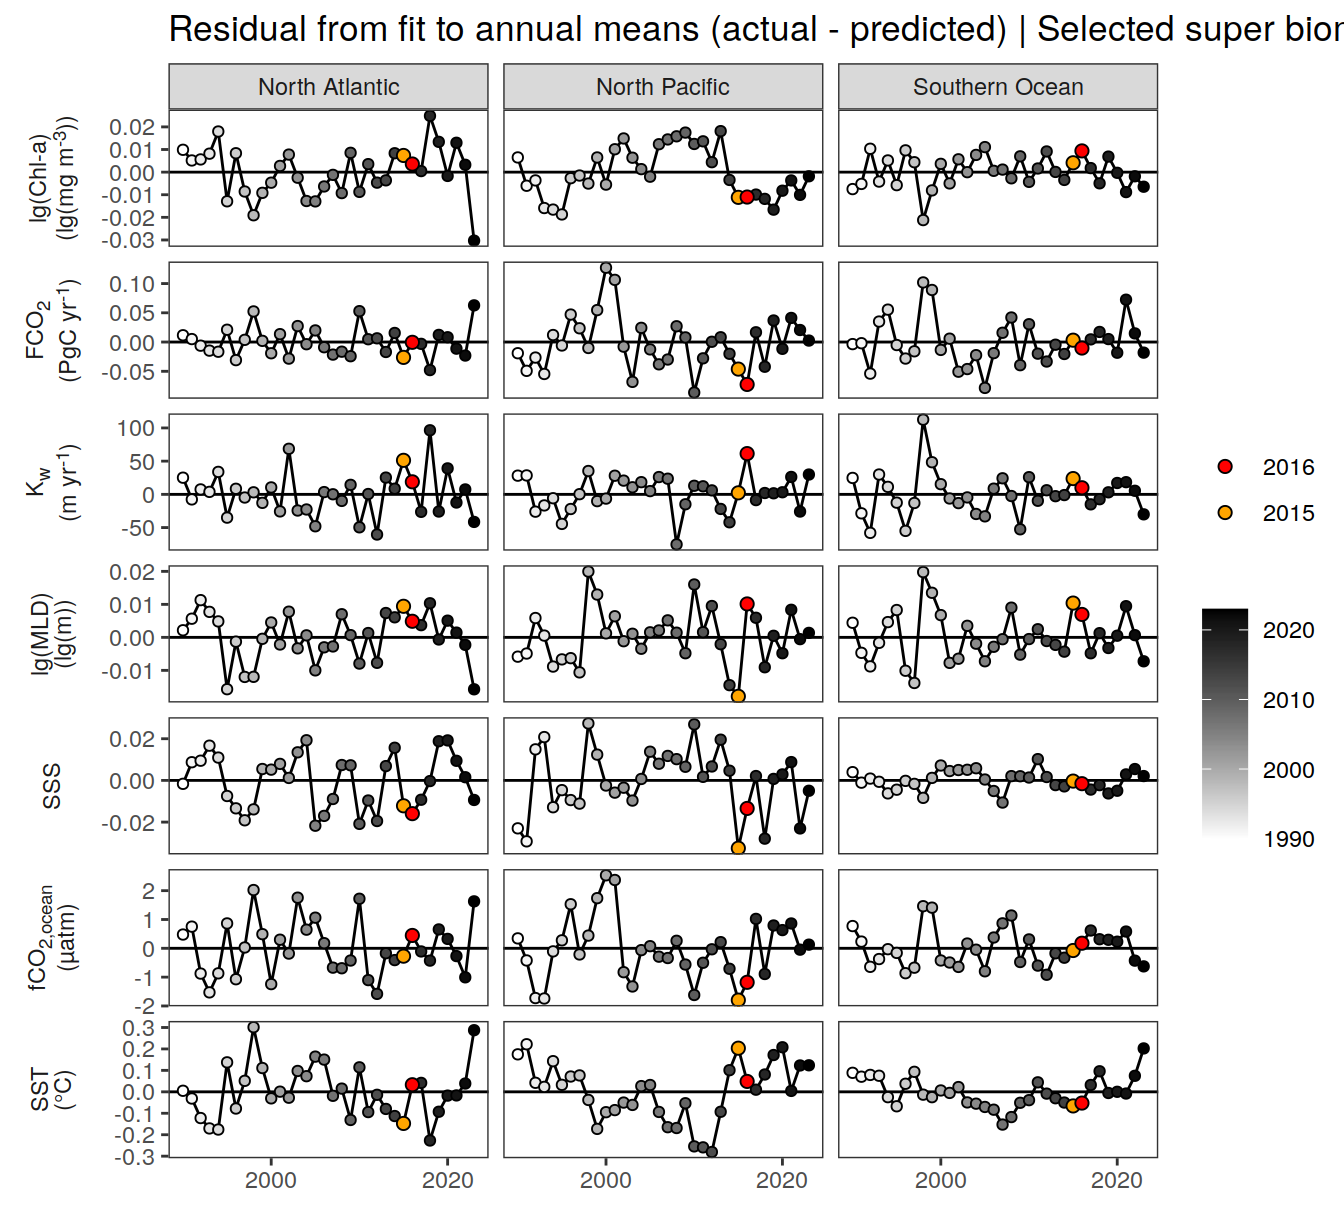 Residual from fit to annual means (actual - predicted) | Selected super bior
North Atlantic
North Pacific
Southern Ocean
lg(Chl-a)
(lg(mg m⁻³))
0.02
0.01
0.00
-0.01
-0.02
-0.03
FCO₂
(PgC yr⁻¹)
0.10
0.05
0.00
-0.05
K_w
(m yr⁻¹)
100
50
0
-50
lg(MLD)
(lg(m))
0.02
0.01
0.00
-0.01
SSS
0.02
0.00
-0.02
fCO₂,ocean
(µatm)
2
1
0
-1
-2
SST
(°C)
0.3
0.2
0.1
0.0
-0.1
-0.2
-0.3
2000
2020
2000
2020
2000
2020
2016
2015
2020
2010
2000
1990